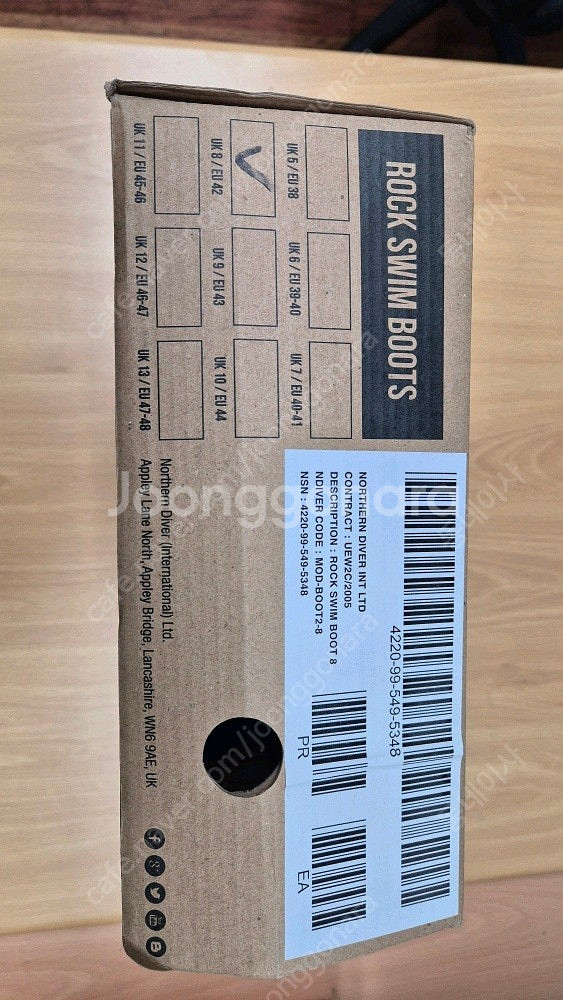 ROCK SWIM BOOTS
UK 5 / EU 38
UK 6 / EU 39-40
UK 7 / EU 40-41
UK 8 / EU 42
UK 9 / EU 43
UK 10 / EU 44
UK 11 / EU 45-46
UK 12 / EU 46-47
UK 13 / EU 47-48
Northern Diver (International) Ltd.
Appley Lane North, Appley Bridge, Lancashire, WN6 9AE, UK
4220-99-549-5348
NORTHERN DIVER INT LTD
CONTRACT : UEW2C/2005
DESCRIPTION : ROCK SWIM BOOT 8
NDIVER CODE : MOD-BOOT2-8
NSN : 4220-99-549-5348
PR
EA
Joonggonara